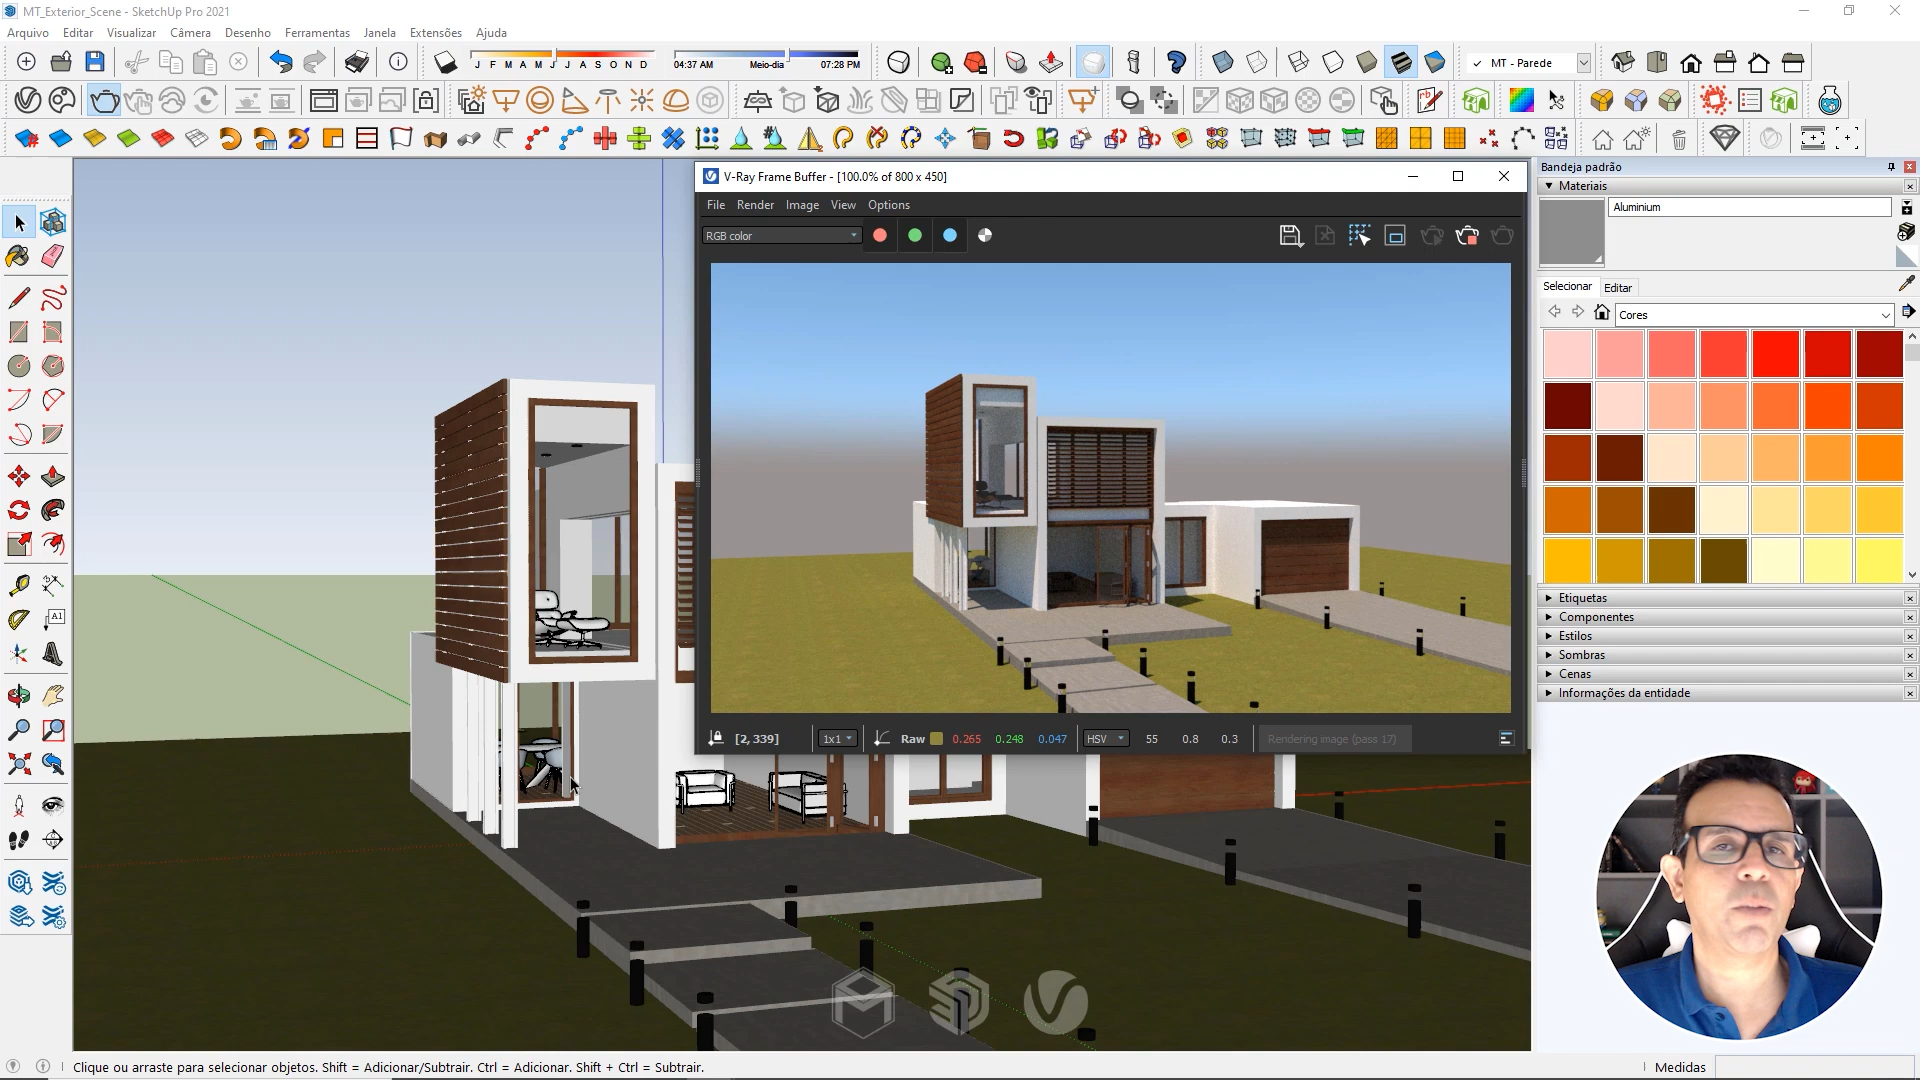 MT_Exterior_Scene - SketchUp Pro 2021
Arquivo Editar Visualizar Câmera Desenho Ferramentas Janela Extensões Ajuda
J F M A M J J A S O N D
04:37 AM Meio-dia 07:28 PM
MT - Parede
V-Ray Frame Buffer - [100.0% of 800 x 450]
File Render Image View Options
RGB color
[2, 339] 1x1 Raw 0.265 0.248 0.047 HSV 55 0.8 0.3 Rendering image (pass 17)
A1
Bandeja padrão
Materiais
Aluminium
Selecionar Editar
Cores
Etiquetas
Componentes
Estilos
Sombras
Cenas
Informações da entidade
Clique ou arraste para selecionar objetos. Shift = Adicionar/Subtrair. Ctrl = Adicionar. Shift + Ctrl = Subtrair.
Medidas